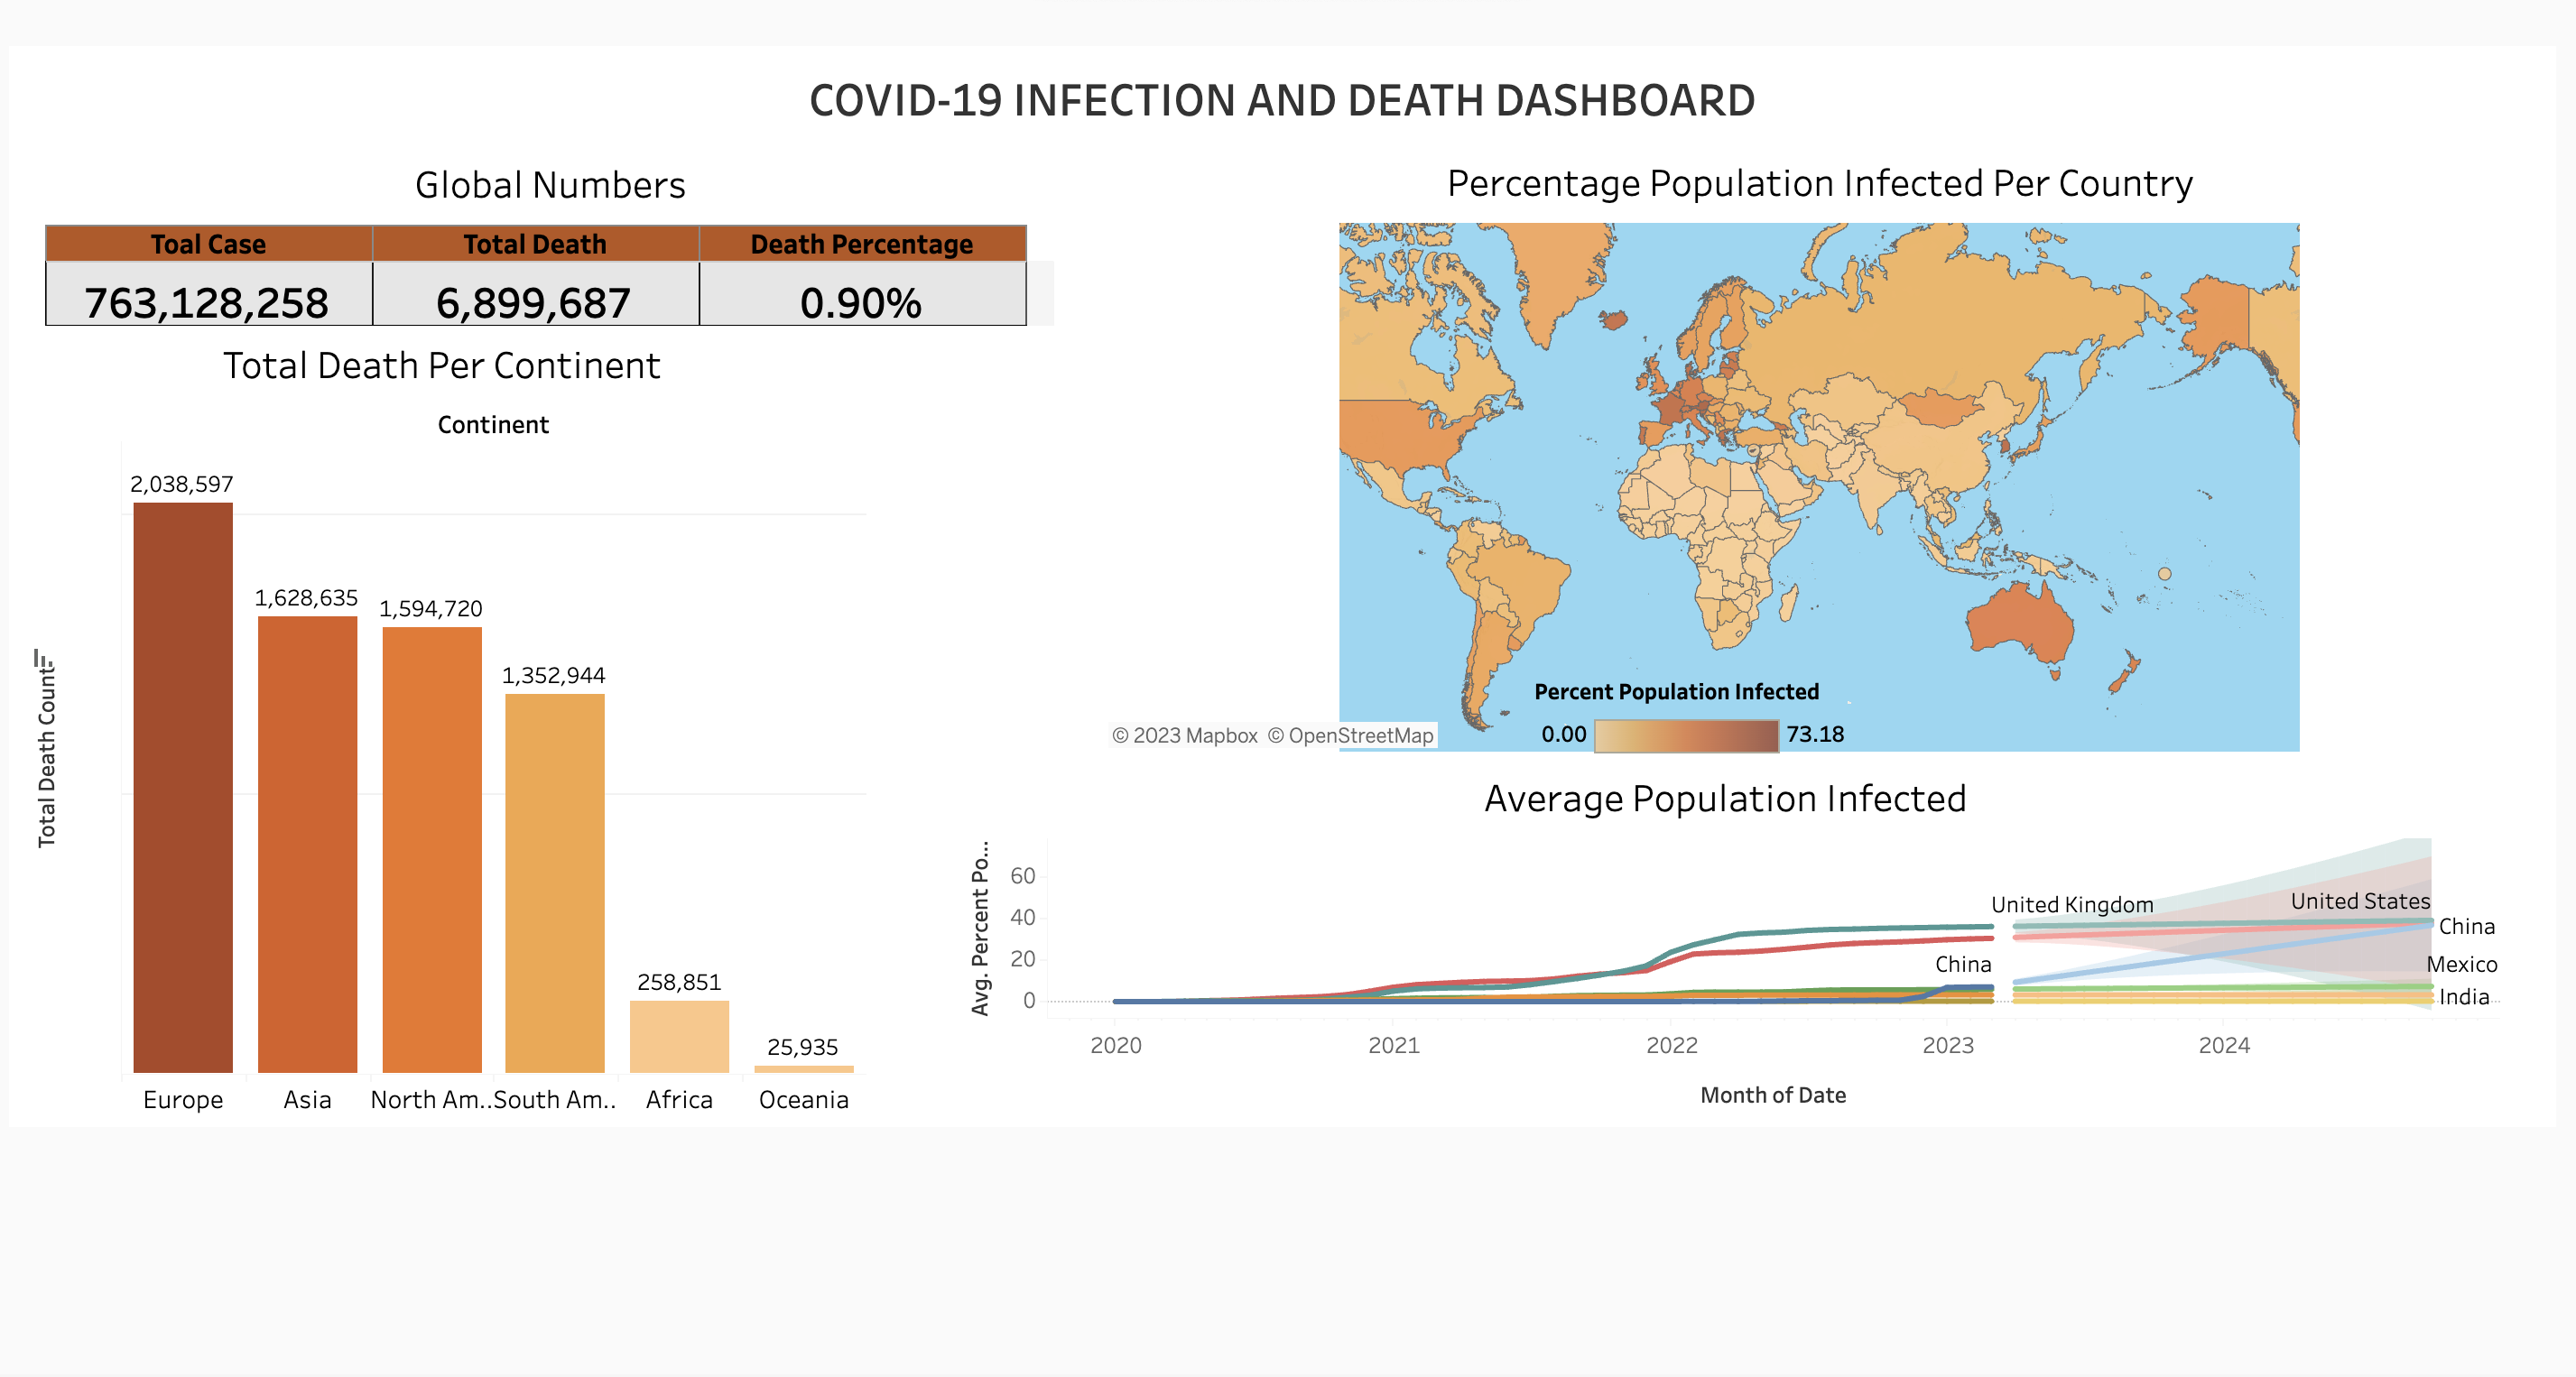 COVID-19 INFECTION AND DEATH DASHBOARD
Global Numbers
Toal Case Total Death Death Percentage
763,128,258 6,899,687 0.90%
Total Death Per Continent
Continent
Total Death Count
2,038,597
1,628,635
1,594,720
1,352,944
258,851
25,935
Europe Asia North Am.. South Am.. Africa Oceania
Percentage Population Infected Per Country
Percent Population Infected
0.00 73.18
© 2023 Mapbox © OpenStreetMap
Average Population Infected
Avg. Percent Po...
60
40
20
0
United Kingdom
United States
China
China
Mexico
India
2020 2021 2022 2023 2024
Month of Date